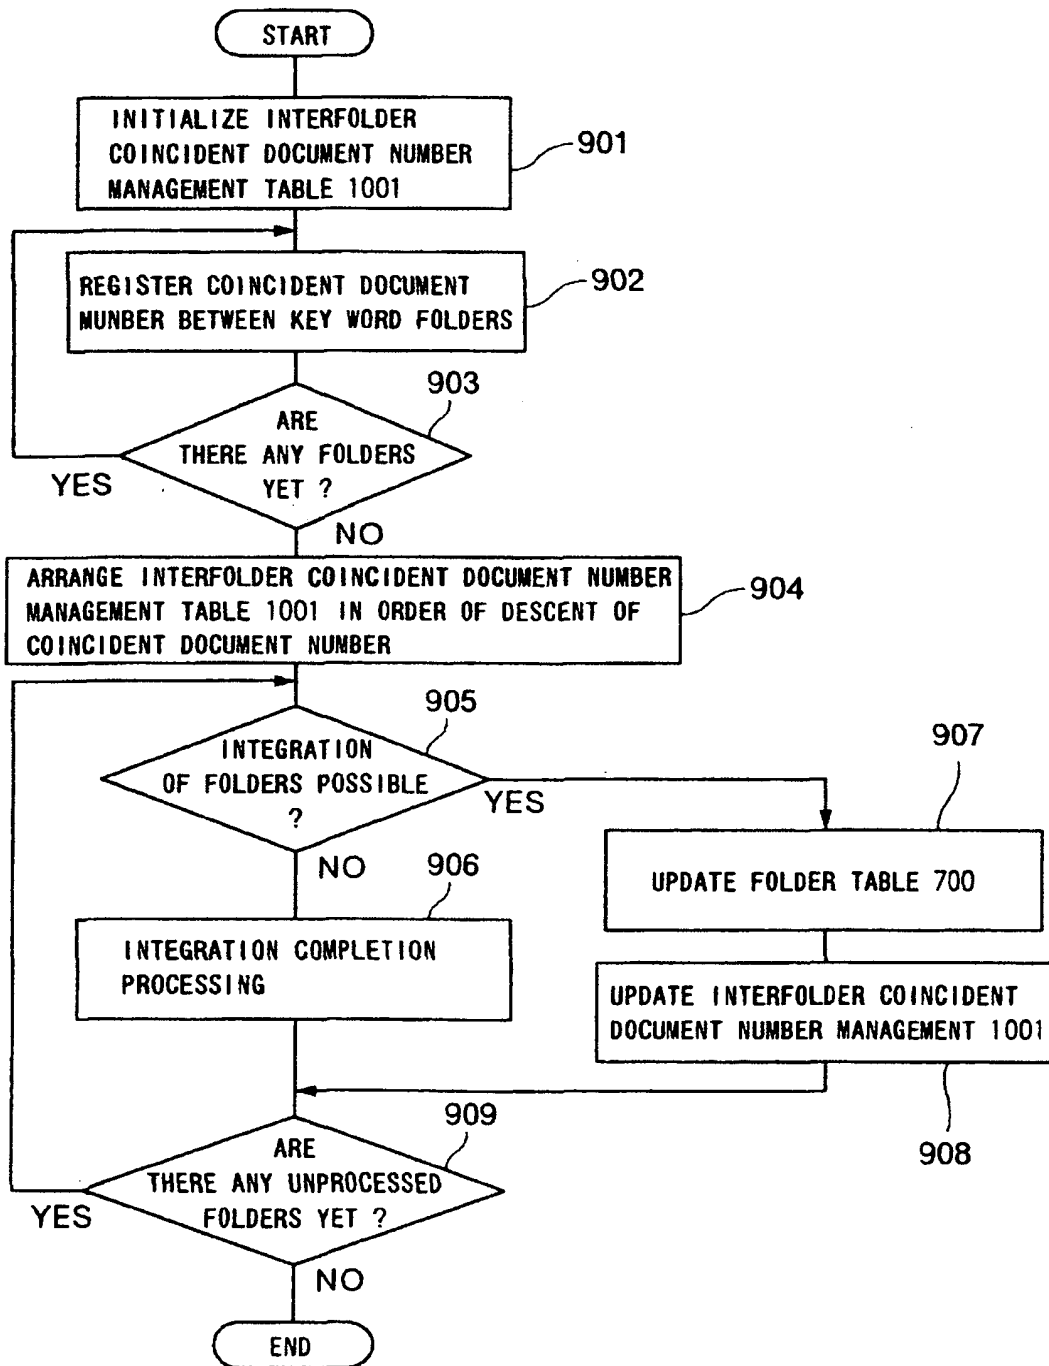 START
INITIALIZE INTERFOLDER
COINCIDENT DOCUMENT NUMBER
MANAGEMENT TABLE 1001
901
REGISTER COINCIDENT DOCUMENT
MUNBER BETWEEN KEY WORD FOLDERS
902
903
ARE
THERE ANY FOLDERS
YET ?
YES
NO
ARRANGE INTERFOLDER COINCIDENT DOCUMENT NUMBER
MANAGEMENT TABLE 1001 IN ORDER OF DESCENT OF
COINCIDENT DOCUMENT NUMBER
904
905
INTEGRATION
OF FOLDERS POSSIBLE
?
YES
NO
907
UPDATE FOLDER TABLE 700
906
INTEGRATION COMPLETION
PROCESSING
UPDATE INTERFOLDER COINCIDENT
DOCUMENT NUMBER MANAGEMENT 1001
908
909
ARE
THERE ANY UNPROCESSED
FOLDERS YET ?
YES
NO
END